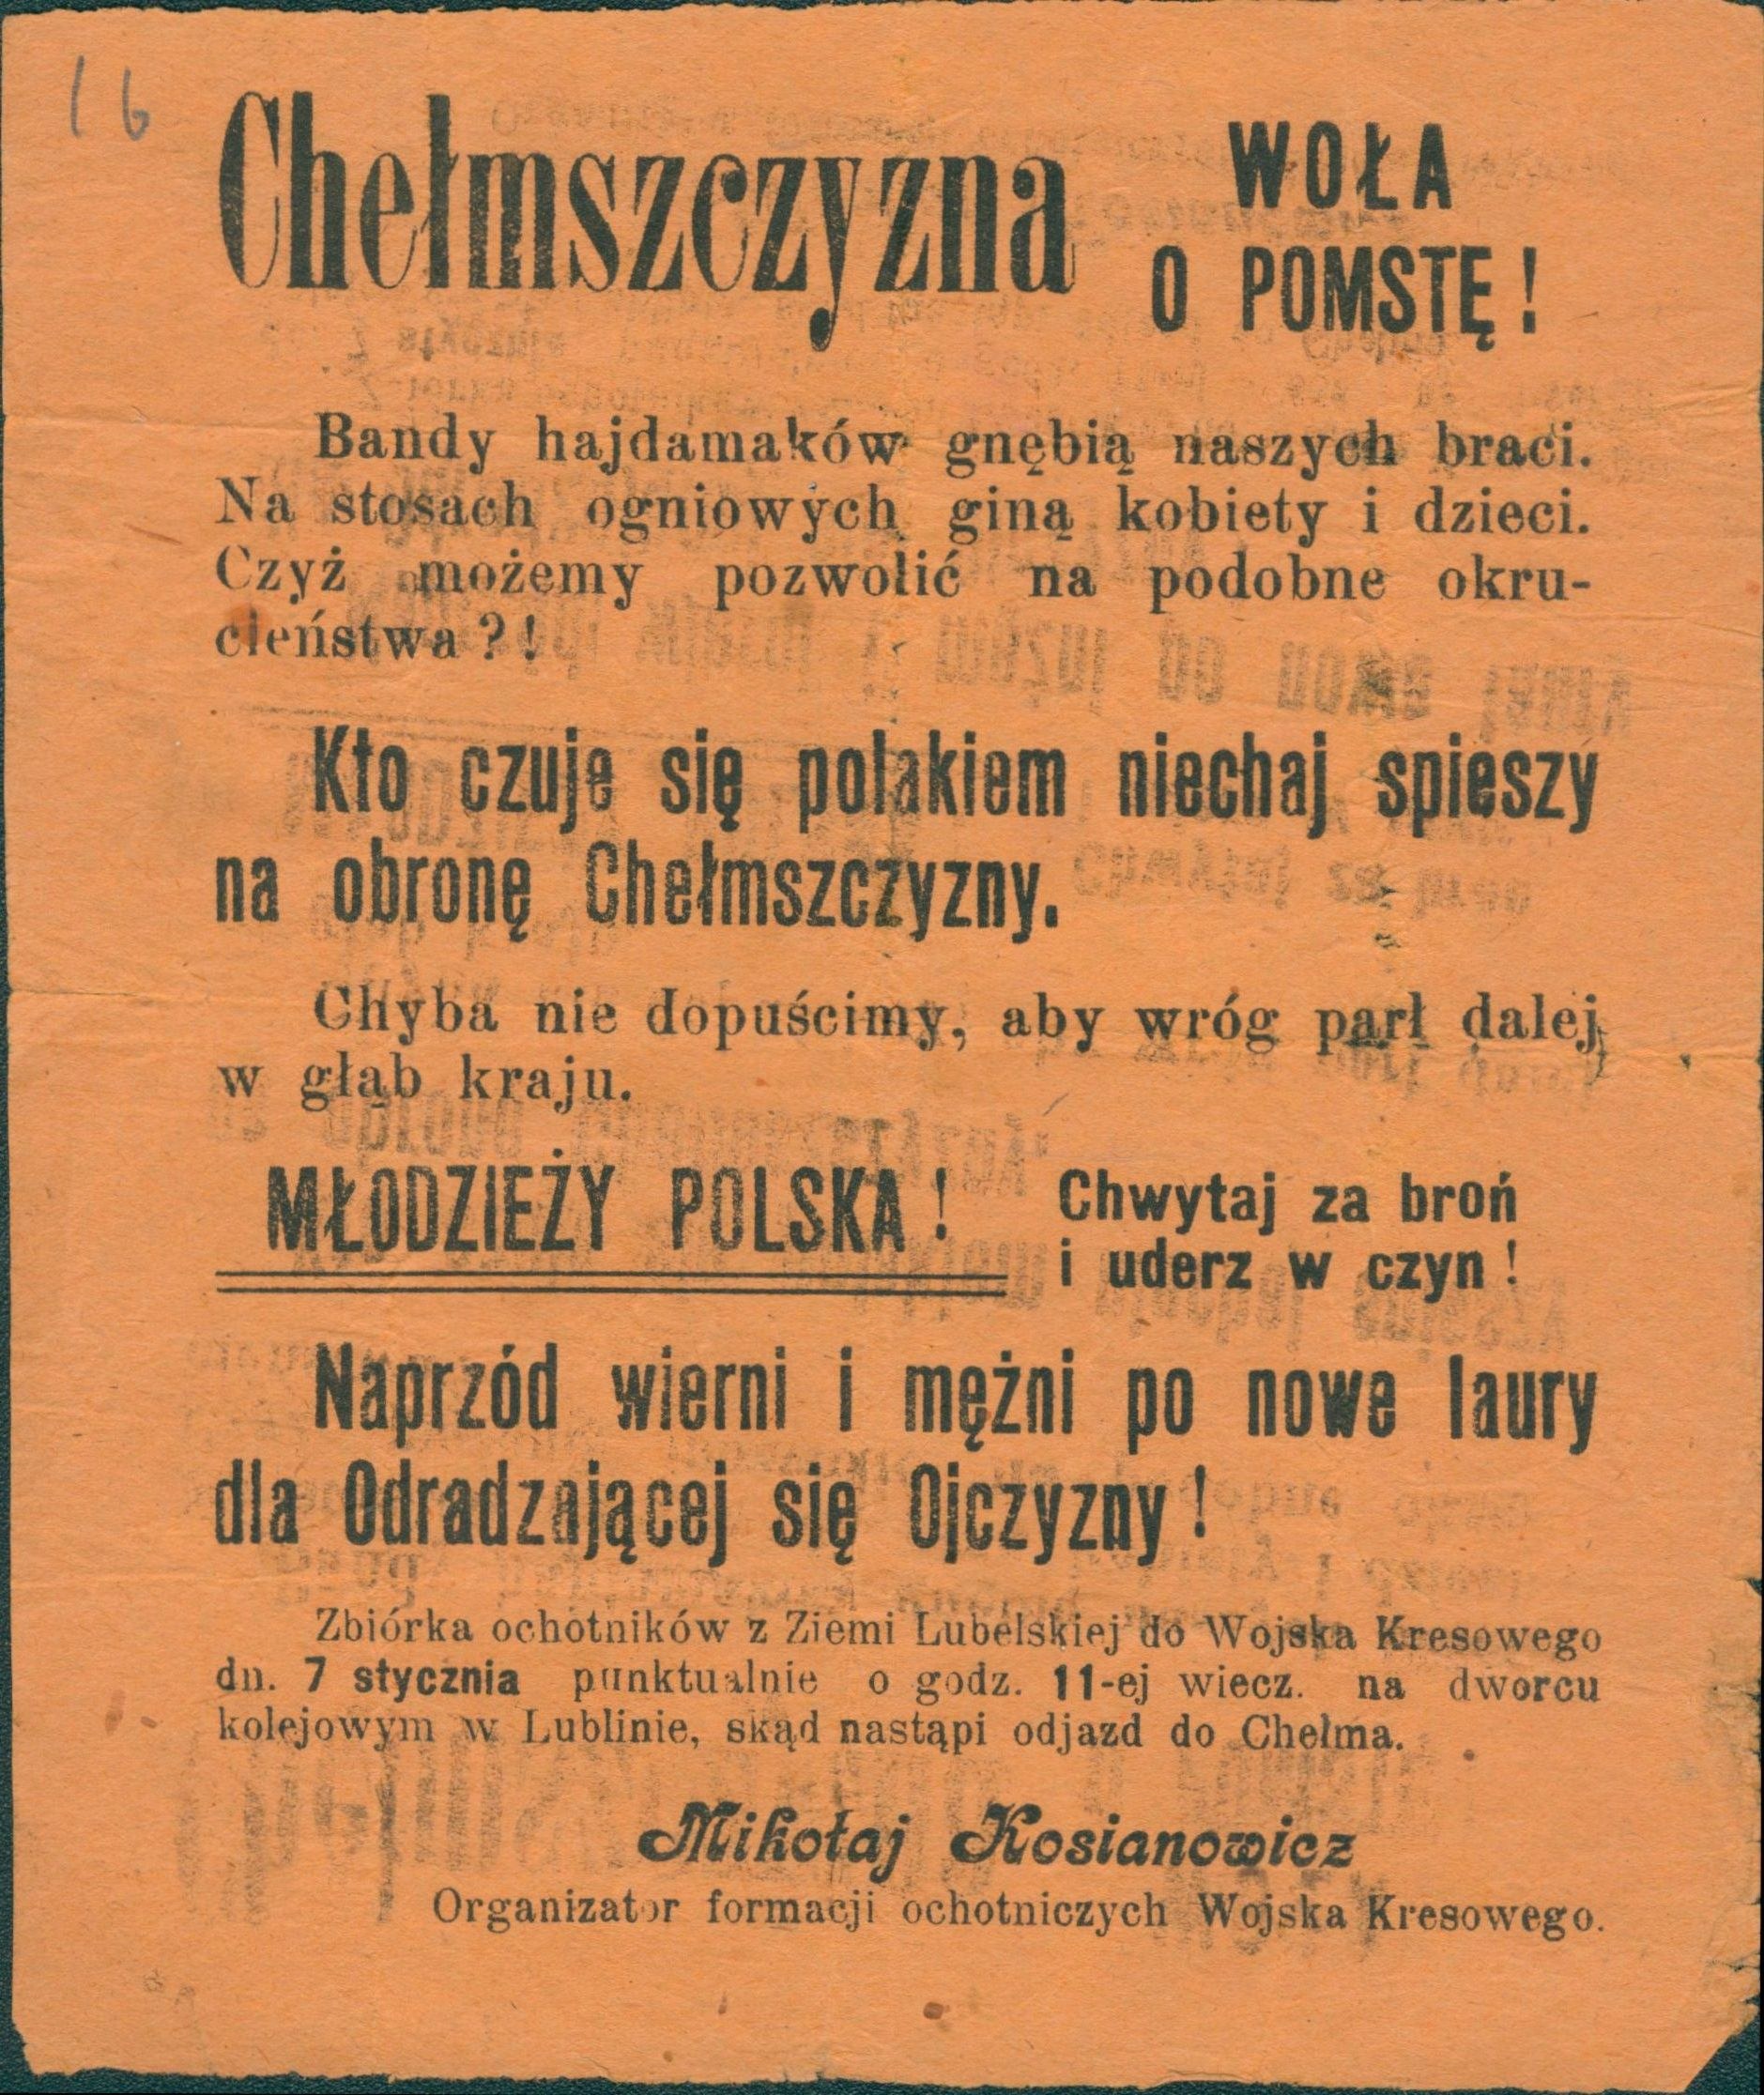 16
Chełmszczyzna
WOŁA
O POMSTĘ!
Bandy hajdamaków gnębią naszych braci.
Na stosach ogniowych giną kobiety i dzieci.
Czyż możemy pozwolić na podobne okru-
cieństwa?!
Kto czuje się polakiem niechaj spieszy
na obronę Chełmszczyzny.
Chyba nie dopuścimy, aby wróg parł dalej
w głąb kraju.
MŁODZIEŻY POLSKA!
Chwytaj za broń
i uderz w czyn!
Naprzód wierni i mężni po nowe laury
dla Odradzającej się Ojczyzny!
Zbiórka ochotników z Ziemi Lubelskiej do Wojska Kresowego
dn. 7 stycznia punktualnie o godz. 11-ej wiecz. na dworcu
kolejowym w Lublinie, skąd nastąpi odjazd do Chełma.
Mikołaj Kosianowicz
Organizator formacji ochotniczych Wojska Kresowego.